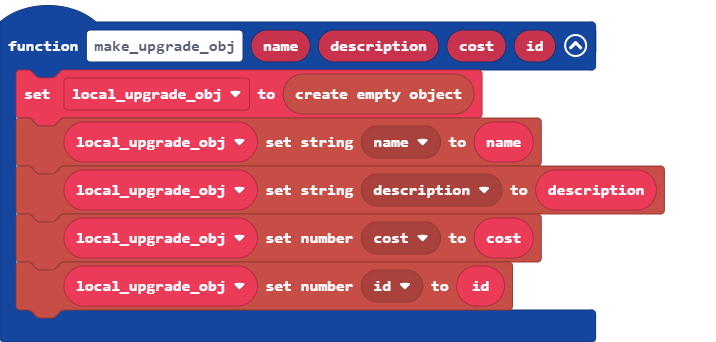 function make_upgrade_obj name description cost id
set local_upgrade_obj to create empty object
local_upgrade_obj set string name to name
local_upgrade_obj set string description to description
local_upgrade_obj set number cost to cost
local_upgrade_obj set number id to id